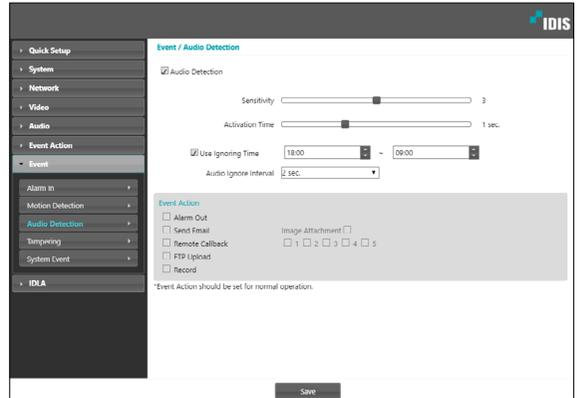 IDIS
Quick Setup
System
Network
Video
Audio
Event Action
Event
Alarm In
Motion Detection
Audio Detection
Tampering
System Event
IDLA
Event / Audio Detection
Audio Detection
Sensitivity 3
Activation Time 1 sec.
Use Ignoring Time 18:00 ~ 09:00
Audio Ignore Interval 2 sec.
Event Action
Alarm Out
Send Email Image Attachment
Remote Callback 1 2 3 4 5
FTP Upload
Record
*Event Action should be set for normal operation.
Save